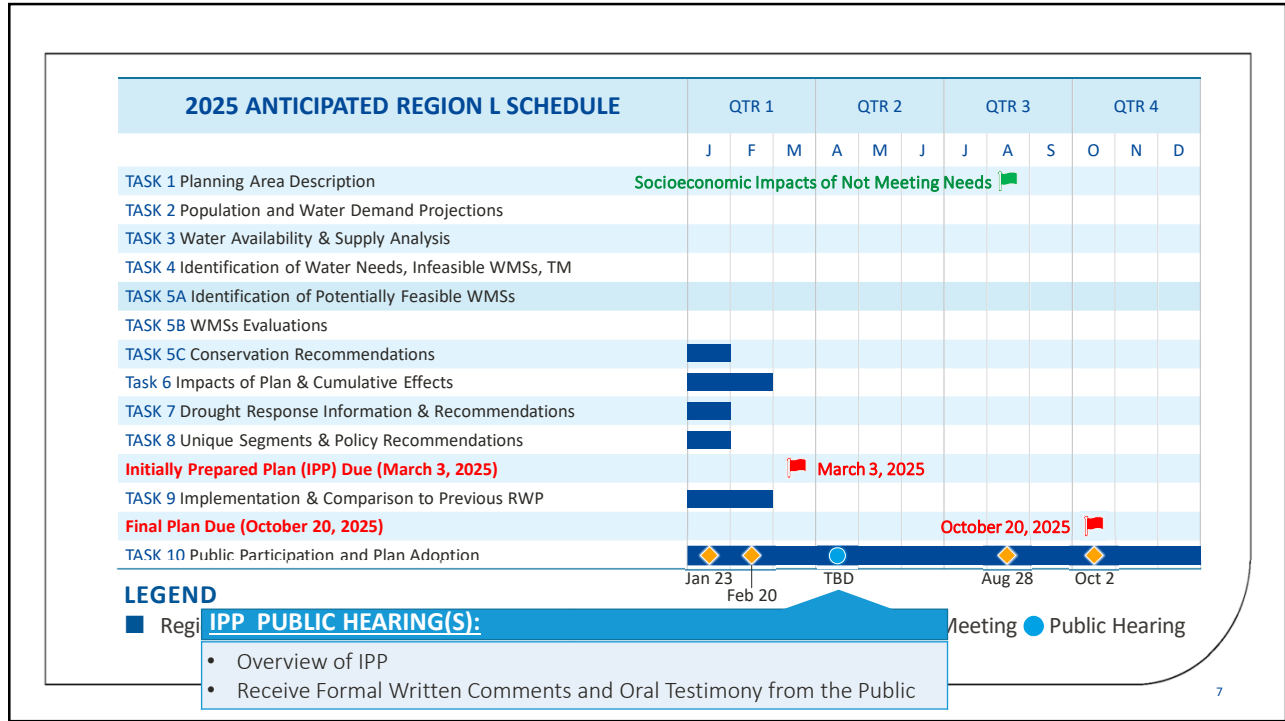 2025 ANTICIPATED REGION L SCHEDULE
QTR 1 QTR 2 QTR 3 QTR 4
J F M A M J J A S O N D
TASK 1 Planning Area Description Socioeconomic Impacts of Not Meeting Needs
TASK 2 Population and Water Demand Projections
TASK 3 Water Availability & Supply Analysis
TASK 4 Identification of Water Needs, Infeasible WMSs, TM
TASK 5A Identification of Potentially Feasible WMSs
TASK 5B WMSs Evaluations
TASK 5C Conservation Recommendations
Task 6 Impacts of Plan & Cumulative Effects
TASK 7 Drought Response Information & Recommendations
TASK 8 Unique Segments & Policy Recommendations
Initially Prepared Plan (IPP) Due (March 3, 2025) March 3, 2025
TASK 9 Implementation & Comparison to Previous RWP
Final Plan Due (October 20, 2025) October 20, 2025
TASK 10 Public Participation and Plan Adoption
Jan 23 TBD Aug 28 Oct 2
Feb 20
LEGEND
Regi Meeting Public Hearing
IPP PUBLIC HEARING(S):
• Overview of IPP
• Receive Formal Written Comments and Oral Testimony from the Public
7